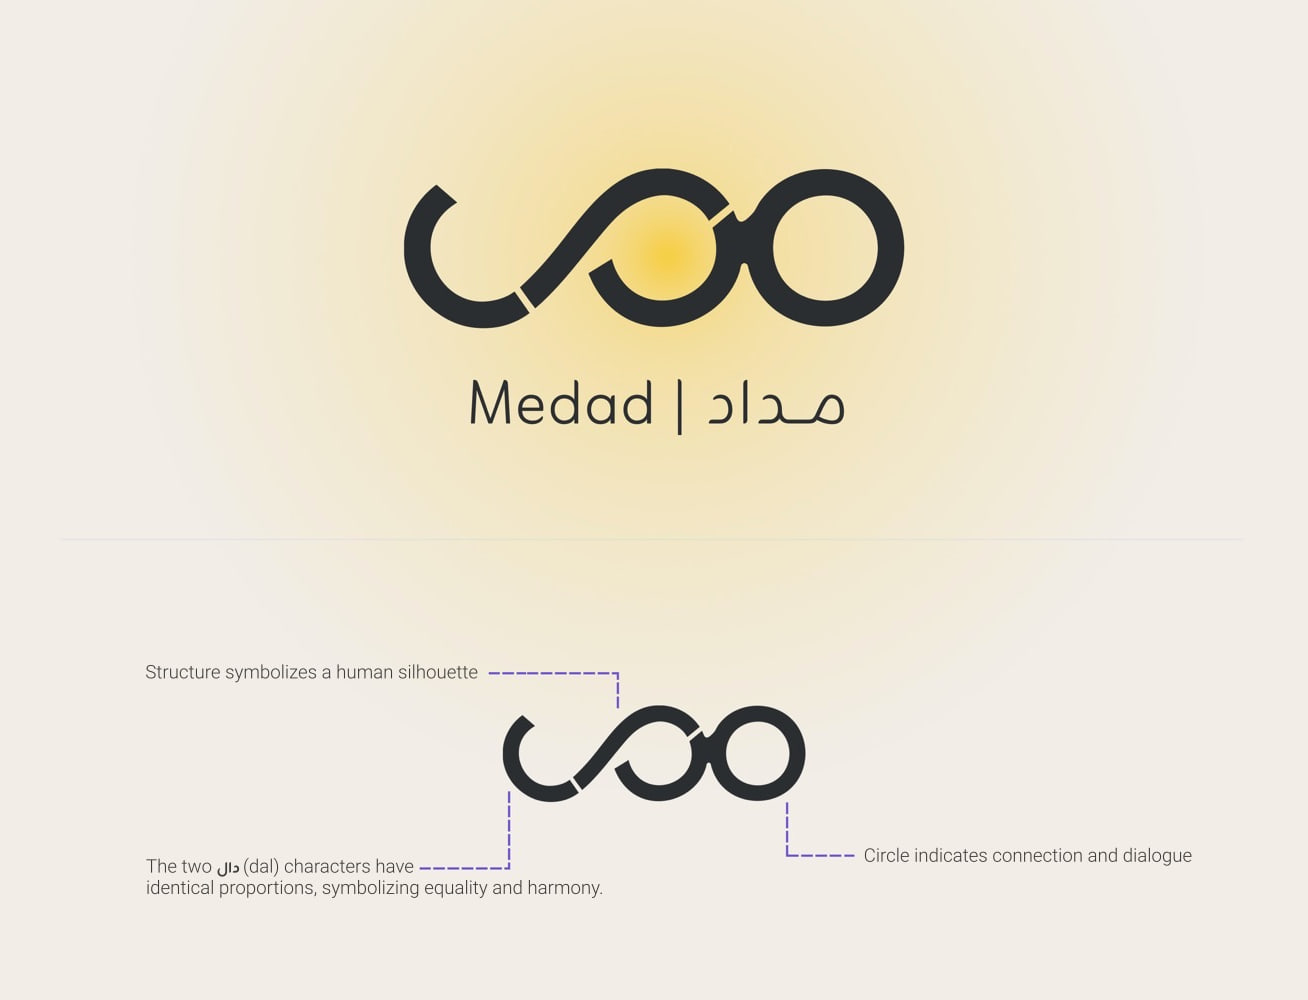 Medad | مداد
Structure symbolizes a human silhouette
Circle indicates connection and dialogue
The two دال (dal) characters have
identical proportions, symbolizing equality and harmony.